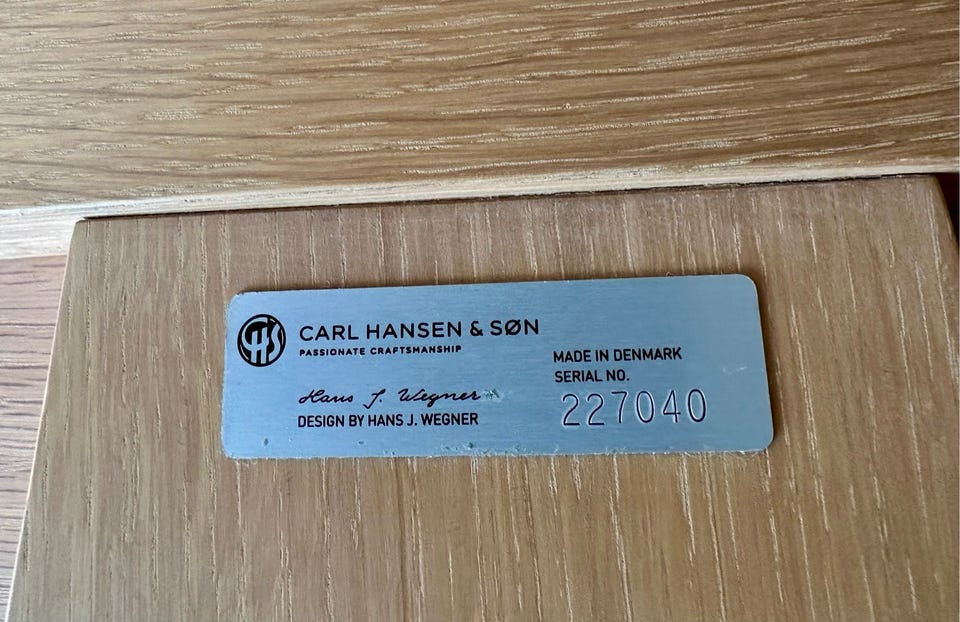 CARL HANSEN & SØN
PASSIONATE CRAFTSMANSHIP
Hans J. Wegner
DESIGN BY HANS J. WEGNER
MADE IN DENMARK
SERIAL NO.
227040